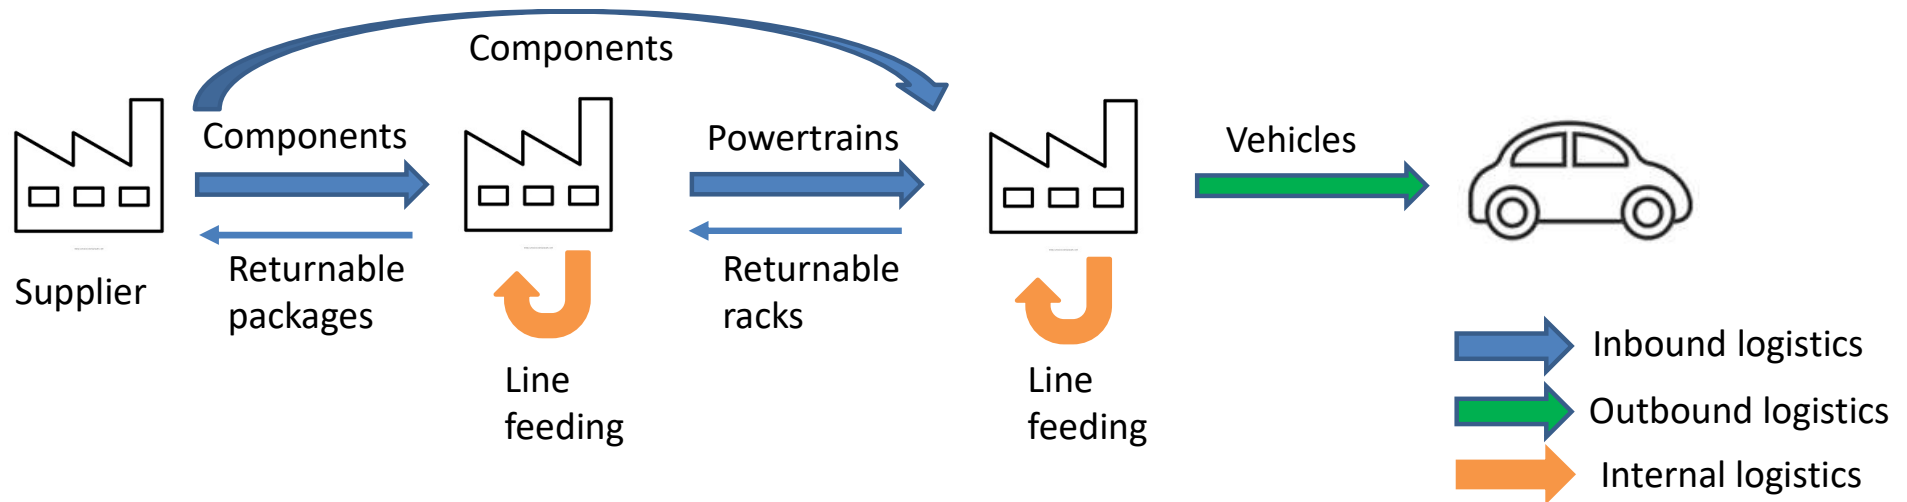 Components
Components
Powertrains
Vehicles
Supplier
Returnable
packages
Returnable
racks
Line
feeding
Line
feeding
Inbound logistics
Outbound logistics
Internal logistics